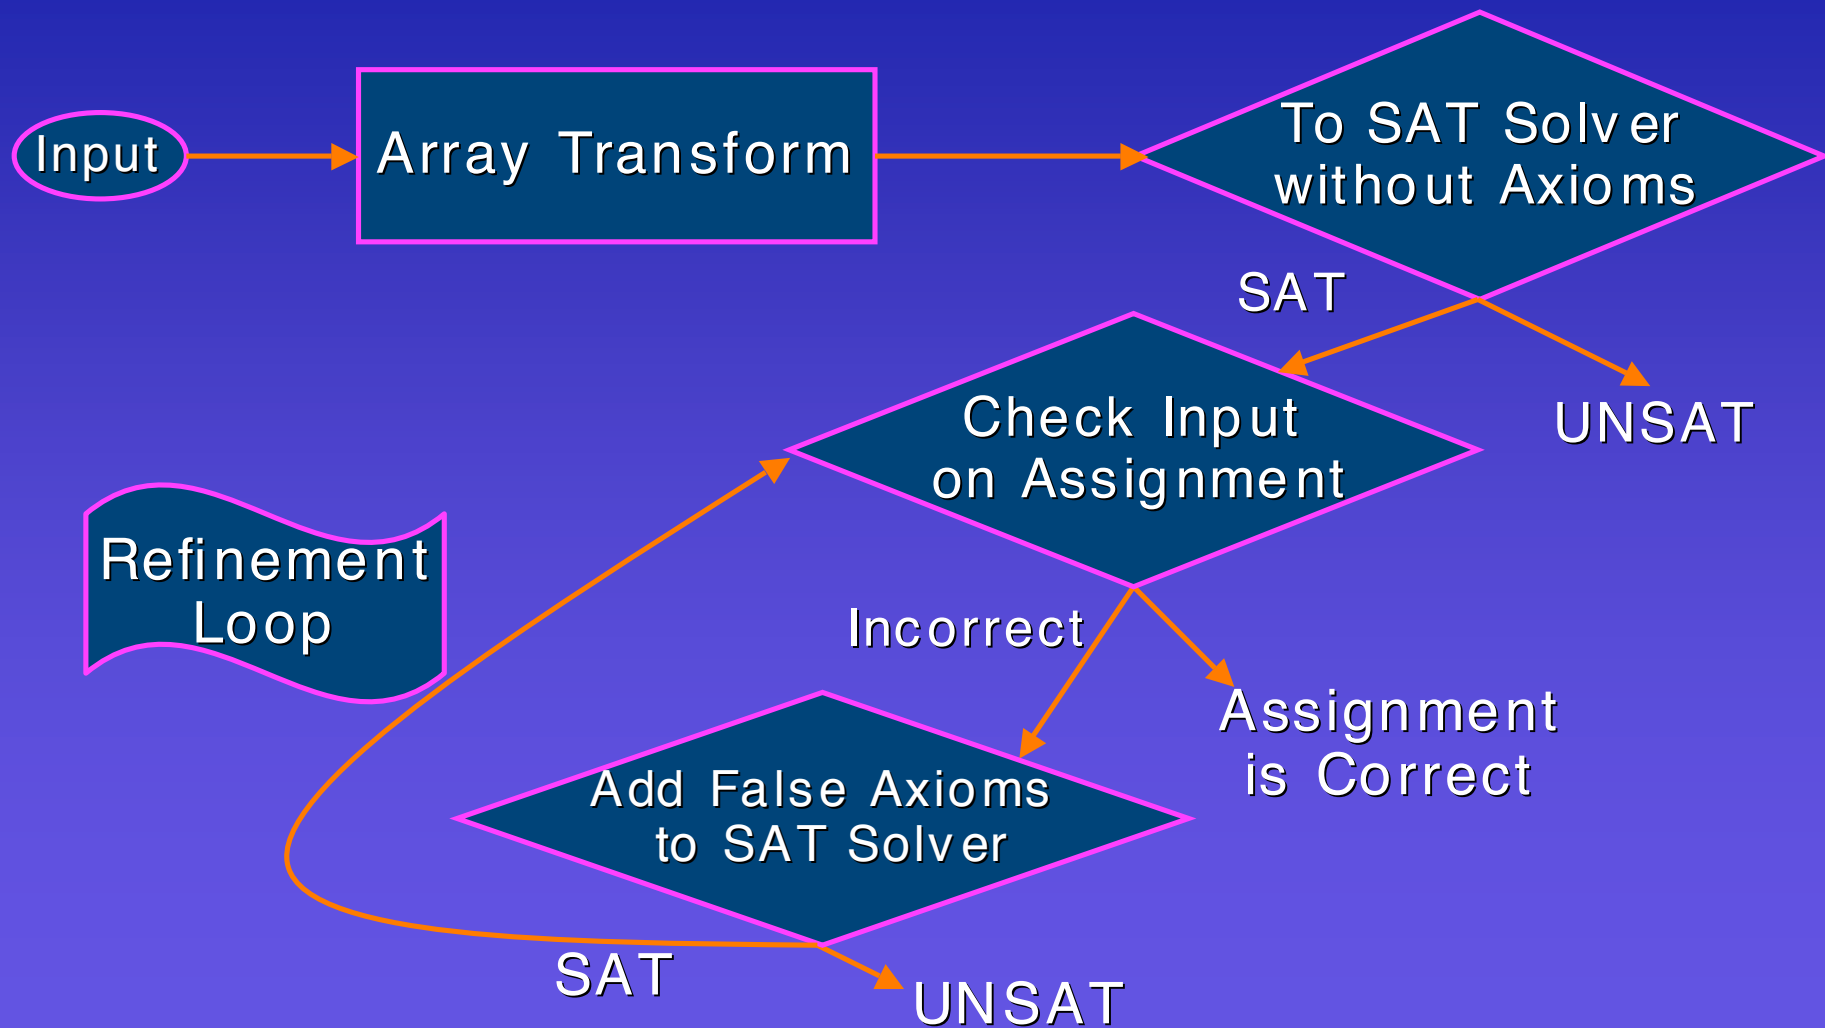 Input
Array Transform
To SAT Solver
without Axioms
SAT
UNSAT
Check Input
on Assignment
Refinement
Loop
Incorrect
Assignment
is Correct
Add False Axioms
to SAT Solver
SAT
UNSAT